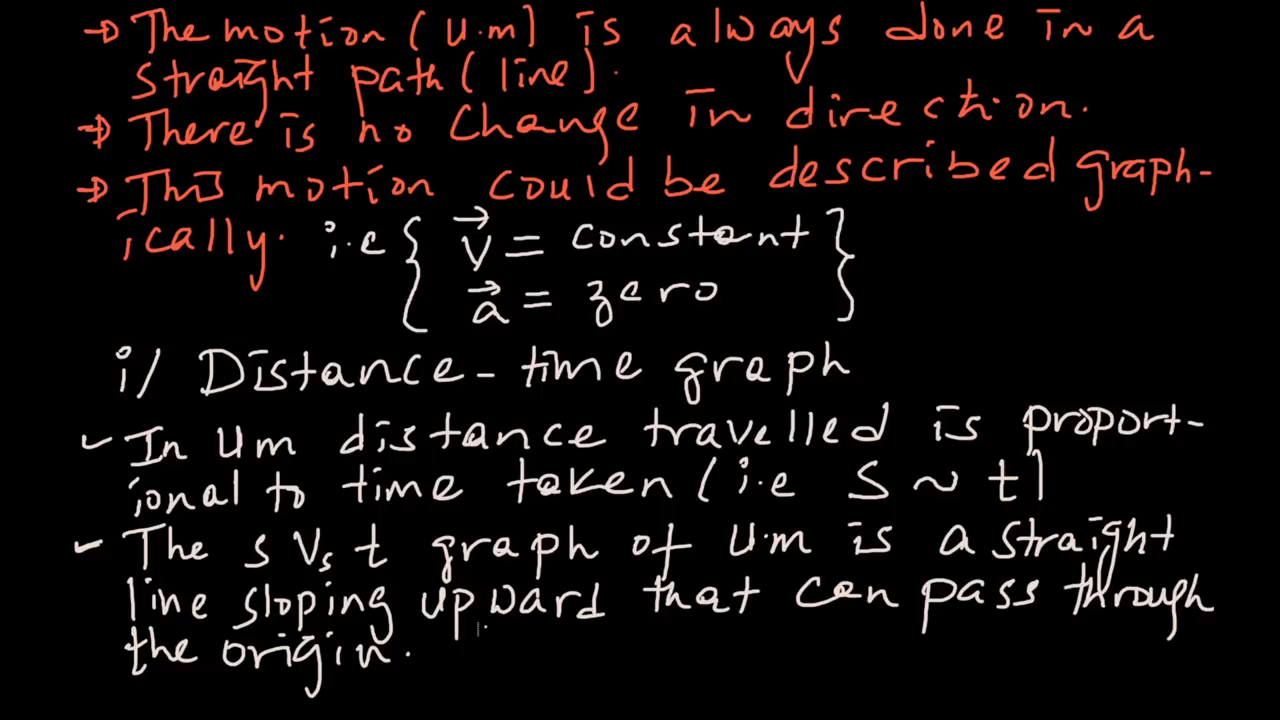 → The motion (U.m) is always done in a
straight path (line).
→ There is no change in direction.
→ This motion could be described graph-
ically. i.e { v⃗ = constant }
a⃗ = zero
i/ Distance - time graph
✓ In Um distance travelled is proport-
ional to time taken (i.e S ~ t)
✓ The s Vs t graph of U.m is a straight
line sloping upward that can pass through
the origin.